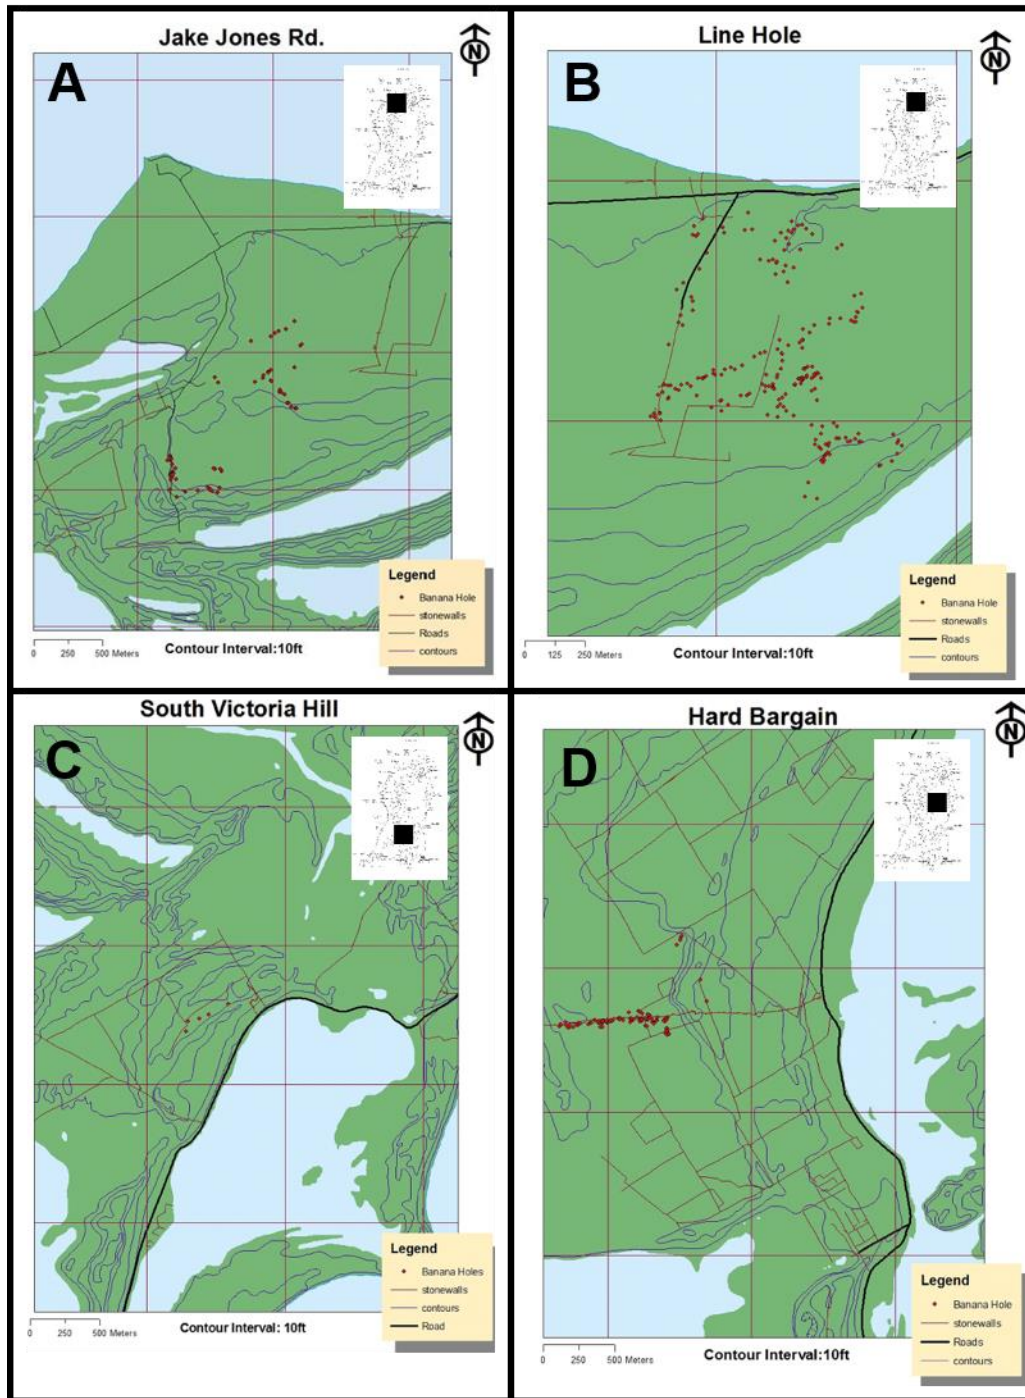 Jake Jones Rd.
A
N
Legend
Banana Hole
stonewalls
Roads
contours
0 250 500 Meters
Contour Interval:10ft
Line Hole
B
N
Legend
Banana Hole
stonewalls
Roads
contours
0 125 250 Meters
Contour Interval:10ft
South Victoria Hill
C
N
Legend
Banana Holes
stonewalls
contours
Road
0 250 500 Meters
Contour Interval: 10ft
Hard Bargain
D
N
Legend
Banana Hole
stonewalls
Roads
contours
0 250 500 Meters
Contour Interval:10ft